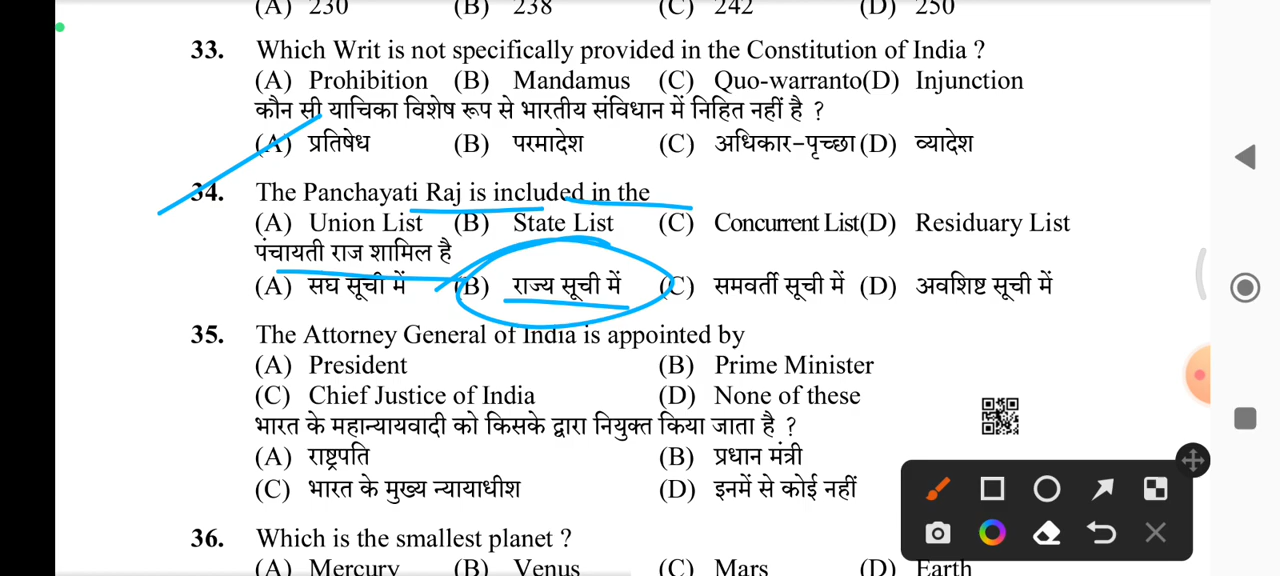 (A) 230 (B) 238 (C) 242 (D) 250
33. Which Writ is not specifically provided in the Constitution of India ?
(A) Prohibition (B) Mandamus (C) Quo-warranto(D) Injunction
कौन सी याचिका विशेष रूप से भारतीय संविधान में निहित नहीं है ?
(A) प्रतिषेध (B) परमादेश (C) अधिकार-पृच्छा (D) व्यादेश
34. The Panchayati Raj is included in the
(A) Union List (B) State List (C) Concurrent List(D) Residuary List
पंचायती राज शामिल है
(A) सघ सूची में (B) राज्य सूची में (C) समवर्ती सूची में (D) अवशिष्ट सूची में
35. The Attorney General of India is appointed by
(A) President (B) Prime Minister
(C) Chief Justice of India (D) None of these
भारत के महान्यायवादी को किसके द्वारा नियुक्त किया जाता है ?
(A) राष्ट्रपति (B) प्रधान मंत्री
(C) भारत के मुख्य न्यायाधीश (D) इनमें से कोई नहीं
36. Which is the smallest planet ?
(A) Mercury (B) Venus (C) Mars (D) Earth